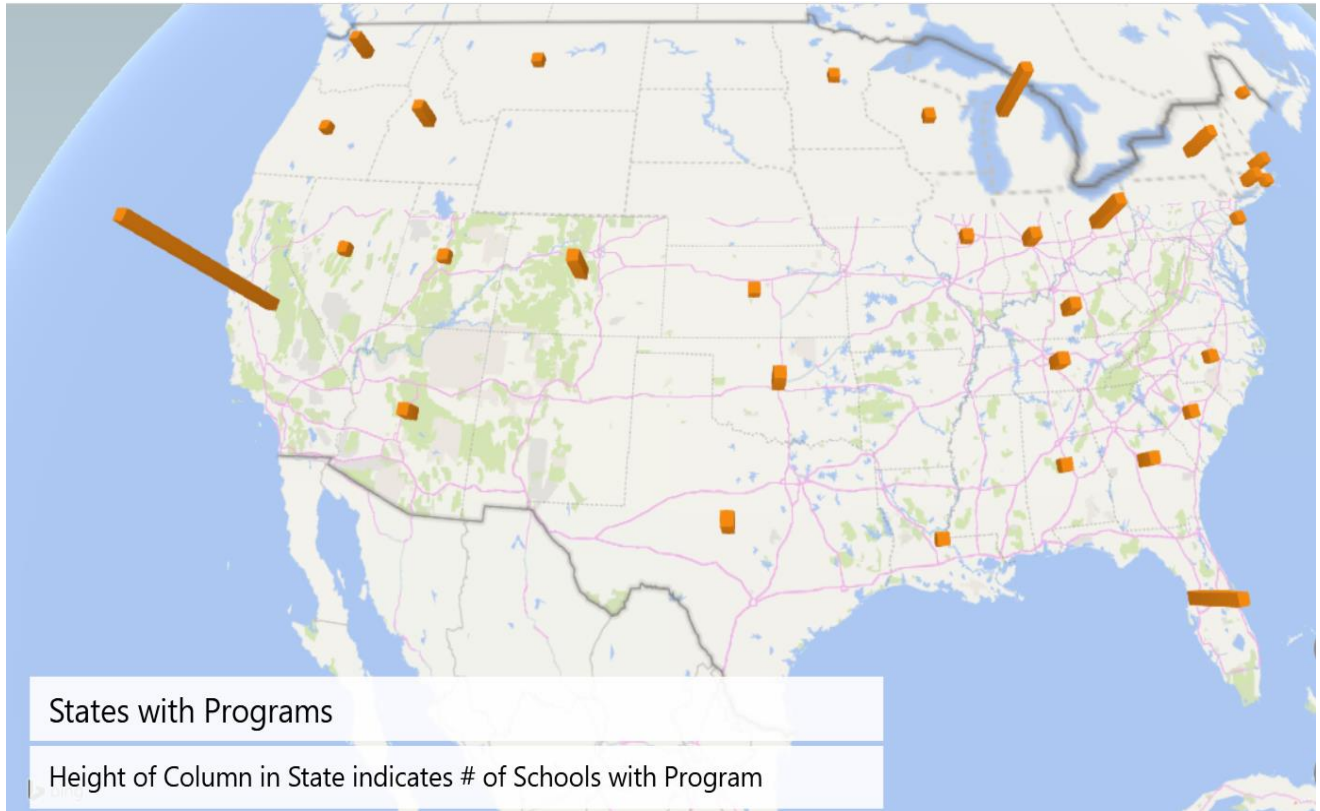 States with Programs
Height of Column in State indicates # of Schools with Program